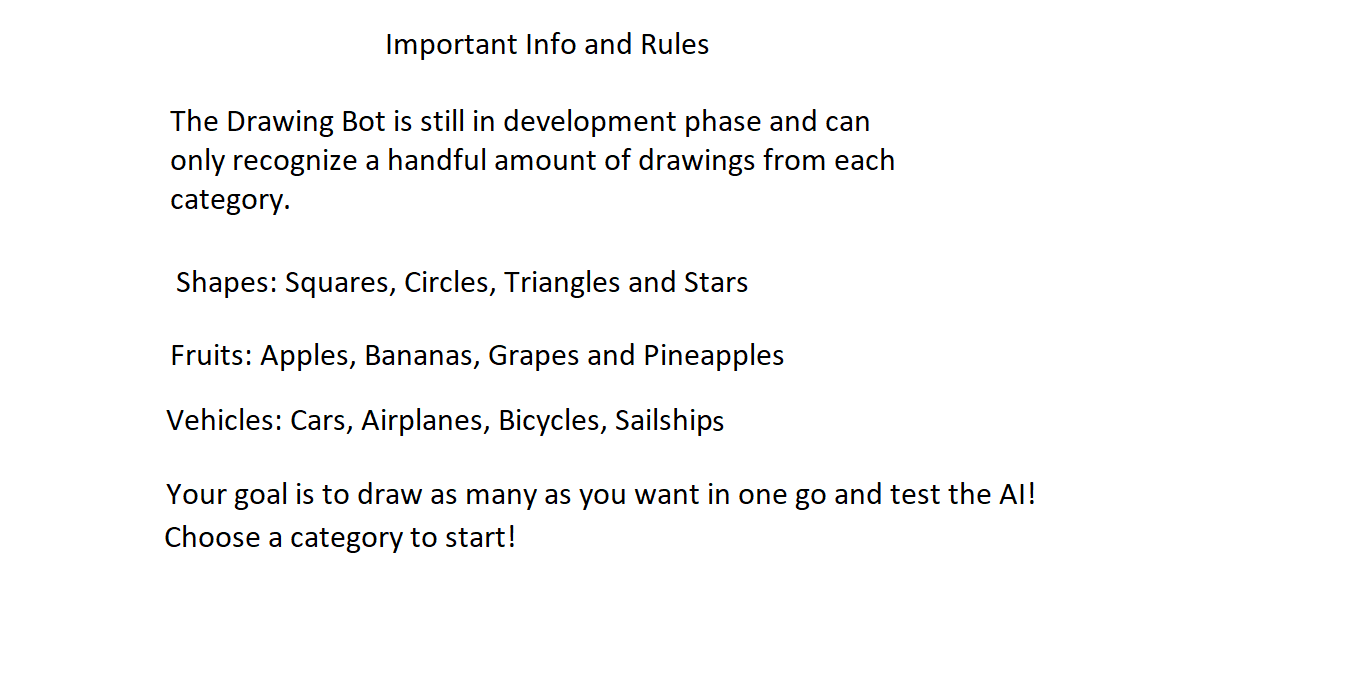 Important Info and Rules
The Drawing Bot is still in development phase and can
only recognize a handful amount of drawings from each
category.
Shapes: Squares, Circles, Triangles and Stars
Fruits: Apples, Bananas, Grapes and Pineapples
Vehicles: Cars, Airplanes, Bicycles, Sailships
Your goal is to draw as many as you want in one go and test the AI!
Choose a category to start!